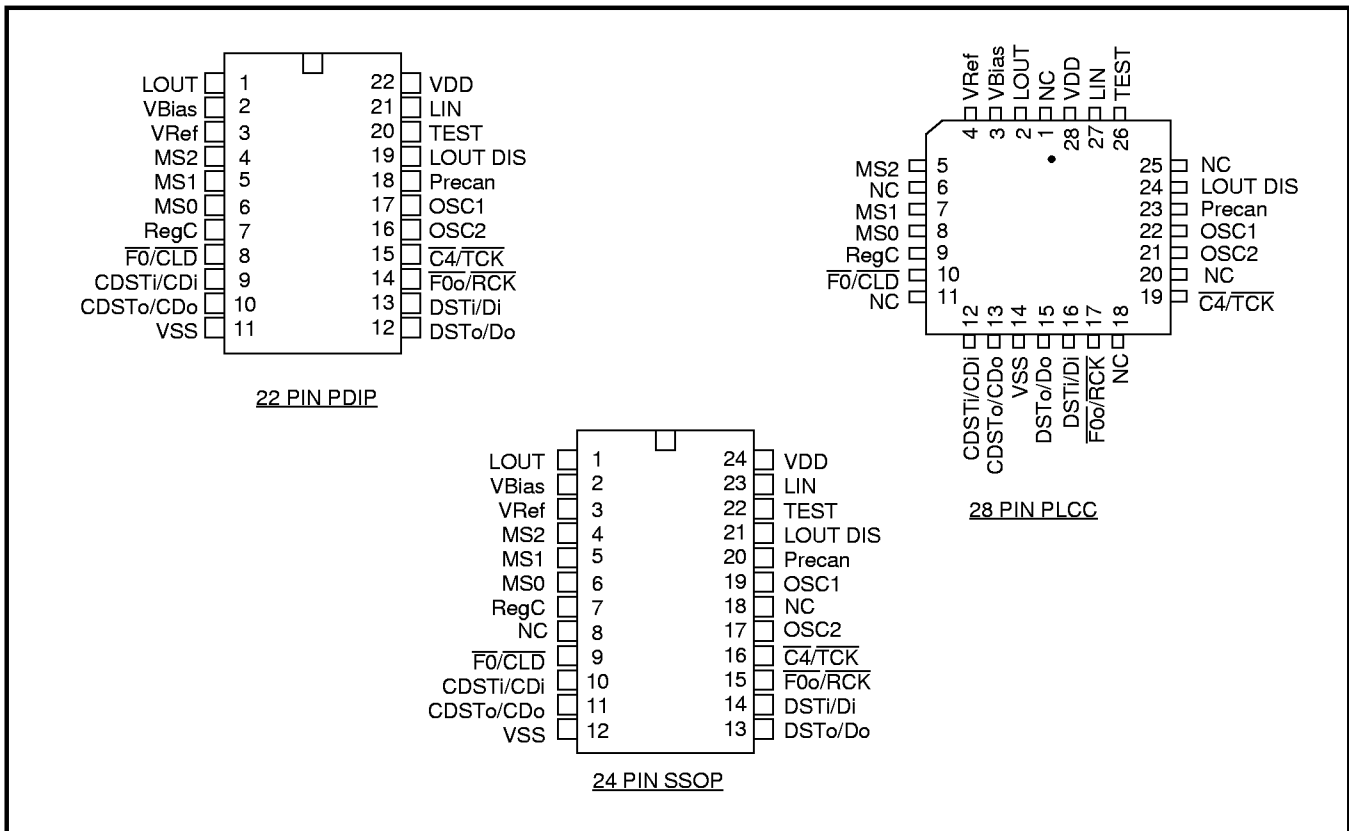 LOUT 1 22 VDD
VBias 2 21 LIN
VRef 3 20 TEST
MS2 4 19 LOUT DIS
MS1 5 18 Precan
MS0 6 17 OSC1
RegC 7 16 OSC2
F0/CLD 8 15 C4/TCK
CDSTi/CDi 9 14 F0o/RCK
CDSTo/CDo 10 13 DSTi/Di
VSS 11 12 DSTo/Do
22 PIN PDIP
VRef VBias LOUT NC VDD LIN TEST
4 3 2 1 28 27 26
MS2 5 25 NC
NC 6 24 LOUT DIS
MS1 7 23 Precan
MS0 8 22 OSC1
RegC 9 21 OSC2
F0/CLD 10 20 NC
NC 11 19 C4/TCK
12 13 14 15 16 17 18
CDSTi/CDi CDSTo/CDo VSS DSTo/Do DSTi/Di F0o/RCK NC
28 PIN PLCC
LOUT 1 24 VDD
VBias 2 23 LIN
VRef 3 22 TEST
MS2 4 21 LOUT DIS
MS1 5 20 Precan
MS0 6 19 OSC1
RegC 7 18 NC
NC 8 17 OSC2
F0/CLD 9 16 C4/TCK
CDSTi/CDi 10 15 F0o/RCK
CDSTo/CDo 11 14 DSTi/Di
VSS 12 13 DSTo/Do
24 PIN SSOP